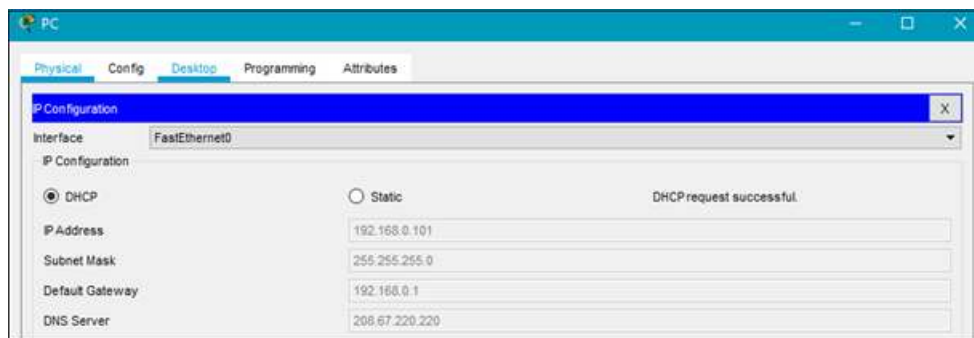 PC
Physical Config Desktop Programming Attributes
IP Configuration X
Interface FastEthernet0
IP Configuration
DHCP Static DHCP request successful.
IP Address 192.168.0.101
Subnet Mask 255.255.255.0
Default Gateway 192.168.0.1
DNS Server 208.67.220.220